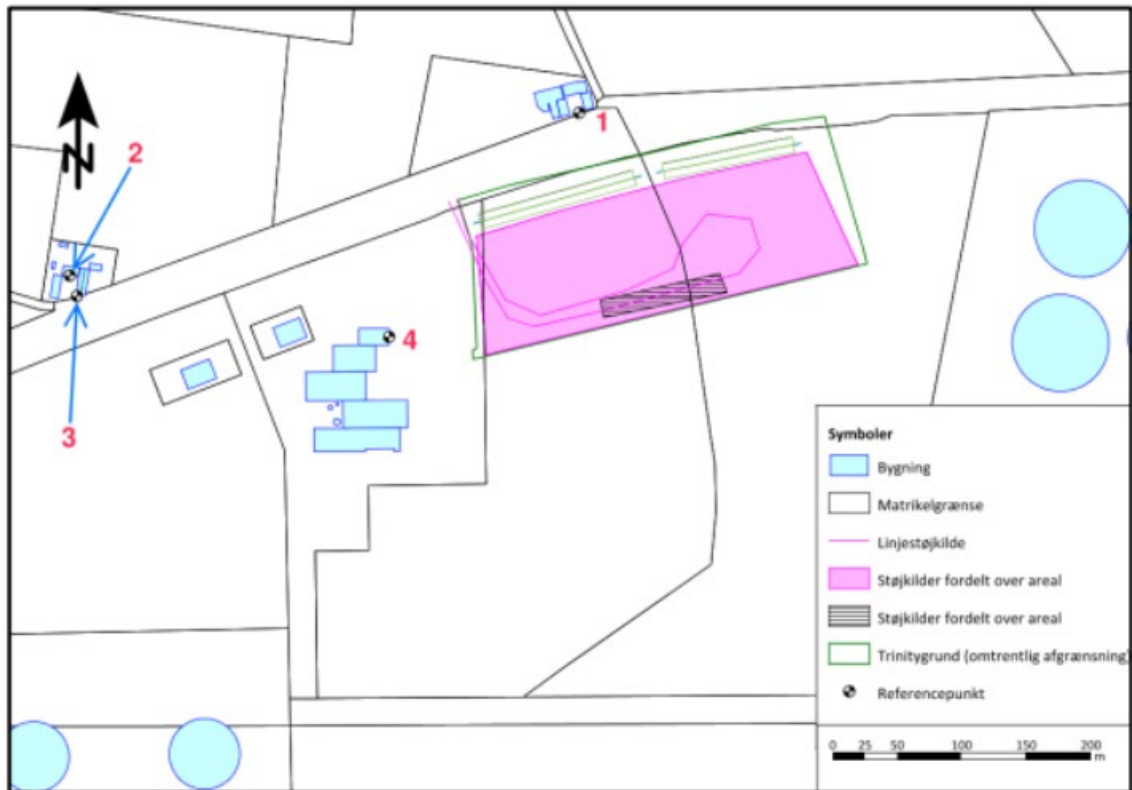 1
N
2
3
4
Symboler
Bygning
Matrikelgrænse
Linjestøjkilde
Støjkilder fordelt over areal
Støjkilder fordelt over areal
Trinitygrund (omtrentlig afgrænsning)
Referencepunkt
0 25 50 100 150 200
m